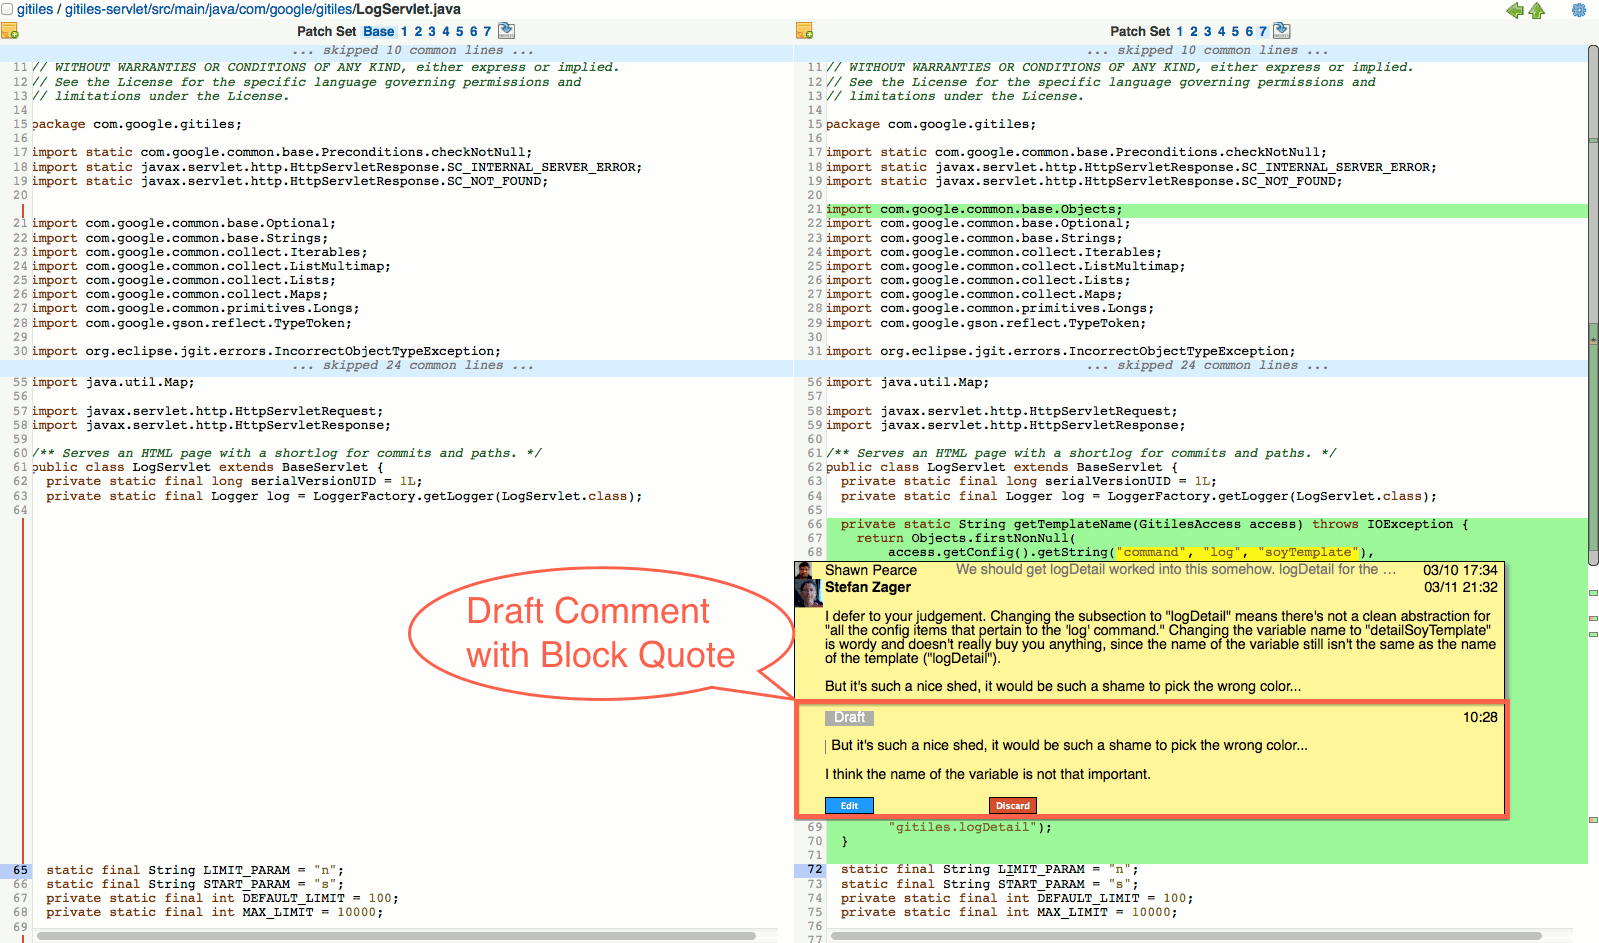 gitiles / gitiles-servlet/src/main/java/com/google/gitiles/LogServlet.java
Patch Set Base 1 2 3 4 5 6 7
... skipped 10 common lines ...
11 // WITHOUT WARRANTIES OR CONDITIONS OF ANY KIND, either express or implied.
12 // See the License for the specific language governing permissions and
13 // limitations under the License.
14
15 package com.google.gitiles;
16
17 import static com.google.common.base.Preconditions.checkNotNull;
18 import static javax.servlet.http.HttpServletResponse.SC_INTERNAL_SERVER_ERROR;
19 import static javax.servlet.http.HttpServletResponse.SC_NOT_FOUND;
20
21 import com.google.common.base.Optional;
22 import com.google.common.base.Strings;
23 import com.google.common.collect.Iterables;
24 import com.google.common.collect.ListMultimap;
25 import com.google.common.collect.Lists;
26 import com.google.common.collect.Maps;
27 import com.google.common.primitives.Longs;
28 import com.google.gson.reflect.TypeToken;
29
30 import org.eclipse.jgit.errors.IncorrectObjectTypeException;
... skipped 24 common lines ...
55 import java.util.Map;
56
57 import javax.servlet.http.HttpServletRequest;
58 import javax.servlet.http.HttpServletResponse;
59
60 /** Serves an HTML page with a shortlog for commits and paths. */
61 public class LogServlet extends BaseServlet {
62 private static final long serialVersionUID = 1L;
63 private static final Logger log = LoggerFactory.getLogger(LogServlet.class);
64
Draft Comment
with Block Quote
65 static final String LIMIT_PARAM = "n";
66 static final String START_PARAM = "s";
67 private static final int DEFAULT_LIMIT = 100;
68 private static final int MAX_LIMIT = 10000;
69
Patch Set 1 2 3 4 5 6 7
... skipped 10 common lines ...
11 // WITHOUT WARRANTIES OR CONDITIONS OF ANY KIND, either express or implied.
12 // See the License for the specific language governing permissions and
13 // limitations under the License.
14
15 package com.google.gitiles;
16
17 import static com.google.common.base.Preconditions.checkNotNull;
18 import static javax.servlet.http.HttpServletResponse.SC_INTERNAL_SERVER_ERROR;
19 import static javax.servlet.http.HttpServletResponse.SC_NOT_FOUND;
20
21 import com.google.common.base.Objects;
22 import com.google.common.base.Optional;
23 import com.google.common.base.Strings;
24 import com.google.common.collect.Iterables;
25 import com.google.common.collect.ListMultimap;
26 import com.google.common.collect.Lists;
27 import com.google.common.collect.Maps;
28 import com.google.common.primitives.Longs;
29 import com.google.gson.reflect.TypeToken;
30
31 import org.eclipse.jgit.errors.IncorrectObjectTypeException;
... skipped 24 common lines ...
56 import java.util.Map;
57
58 import javax.servlet.http.HttpServletRequest;
59 import javax.servlet.http.HttpServletResponse;
60
61 /** Serves an HTML page with a shortlog for commits and paths. */
62 public class LogServlet extends BaseServlet {
63 private static final long serialVersionUID = 1L;
64 private static final Logger log = LoggerFactory.getLogger(LogServlet.class);
65
66 private static String getTemplateName(GitilesAccess access) throws IOException {
67 return Objects.firstNonNull(
68 access.getConfig().getString("command", "log", "soyTemplate"),
Shawn Pearce We should get logDetail worked into this somehow. logDetail for the ... 03/10 17:34
Stefan Zager 03/11 21:32
I defer to your judgement. Changing the subsection to "logDetail" means there's not a clean abstraction for
"all the config items that pertain to the 'log' command." Changing the variable name to "detailSoyTemplate"
is wordy and doesn't really buy you anything, since the name of the variable still isn't the same as the name
of the template ("logDetail").
But it's such a nice shed, it would be such a shame to pick the wrong color...
Draft 10:28
But it's such a nice shed, it would be such a shame to pick the wrong color...
I think the name of the variable is not that important.
Edit Discard
69 "gitiles.logDetail");
70 }
71
72 static final String LIMIT_PARAM = "n";
73 static final String START_PARAM = "s";
74 private static final int DEFAULT_LIMIT = 100;
75 private static final int MAX_LIMIT = 10000;
76
77